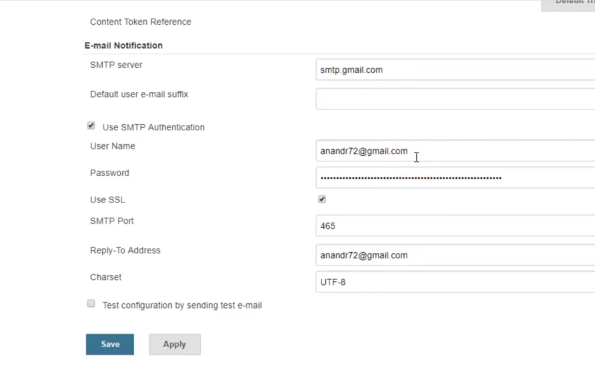 Default
Content Token Reference
E-mail Notification
SMTP server smtp.gmail.com
Default user e-mail suffix
Use SMTP Authentication
User Name anandr72@gmail.com
Password ••••••••••••••••••••••••••••••••••••••••••••••••••••••••••••
Use SSL
SMTP Port 465
Reply-To Address anandr72@gmail.com
Charset UTF-8
Test configuration by sending test e-mail
Save Apply